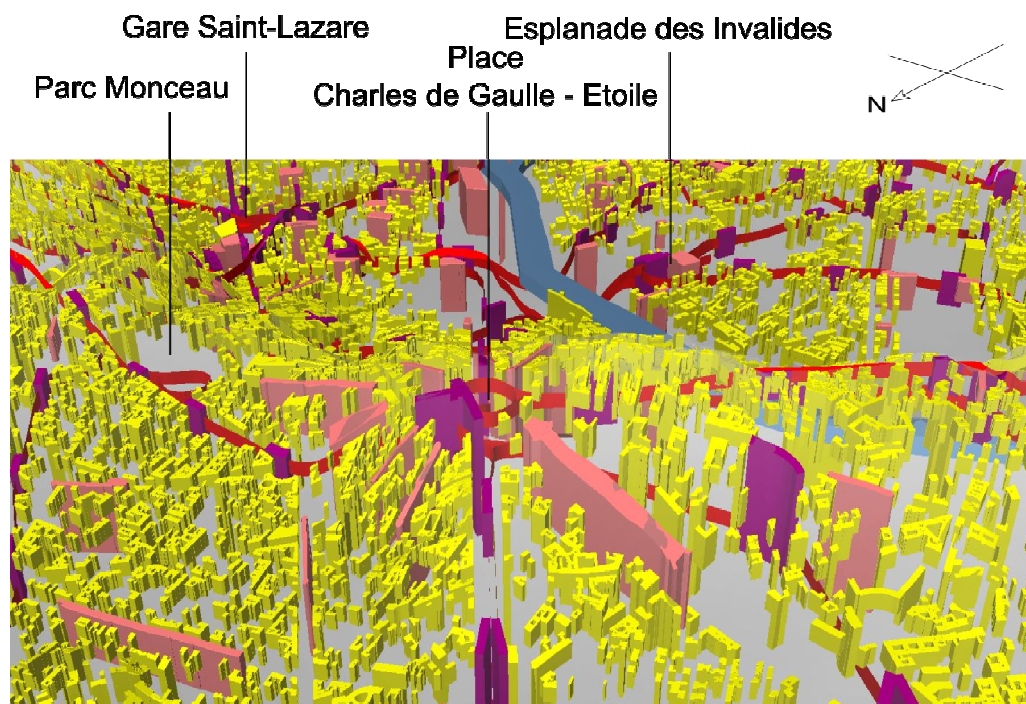 Gare Saint-Lazare
Esplanade des Invalides
Place
Charles de Gaulle - Etoile
Parc Monceau
N